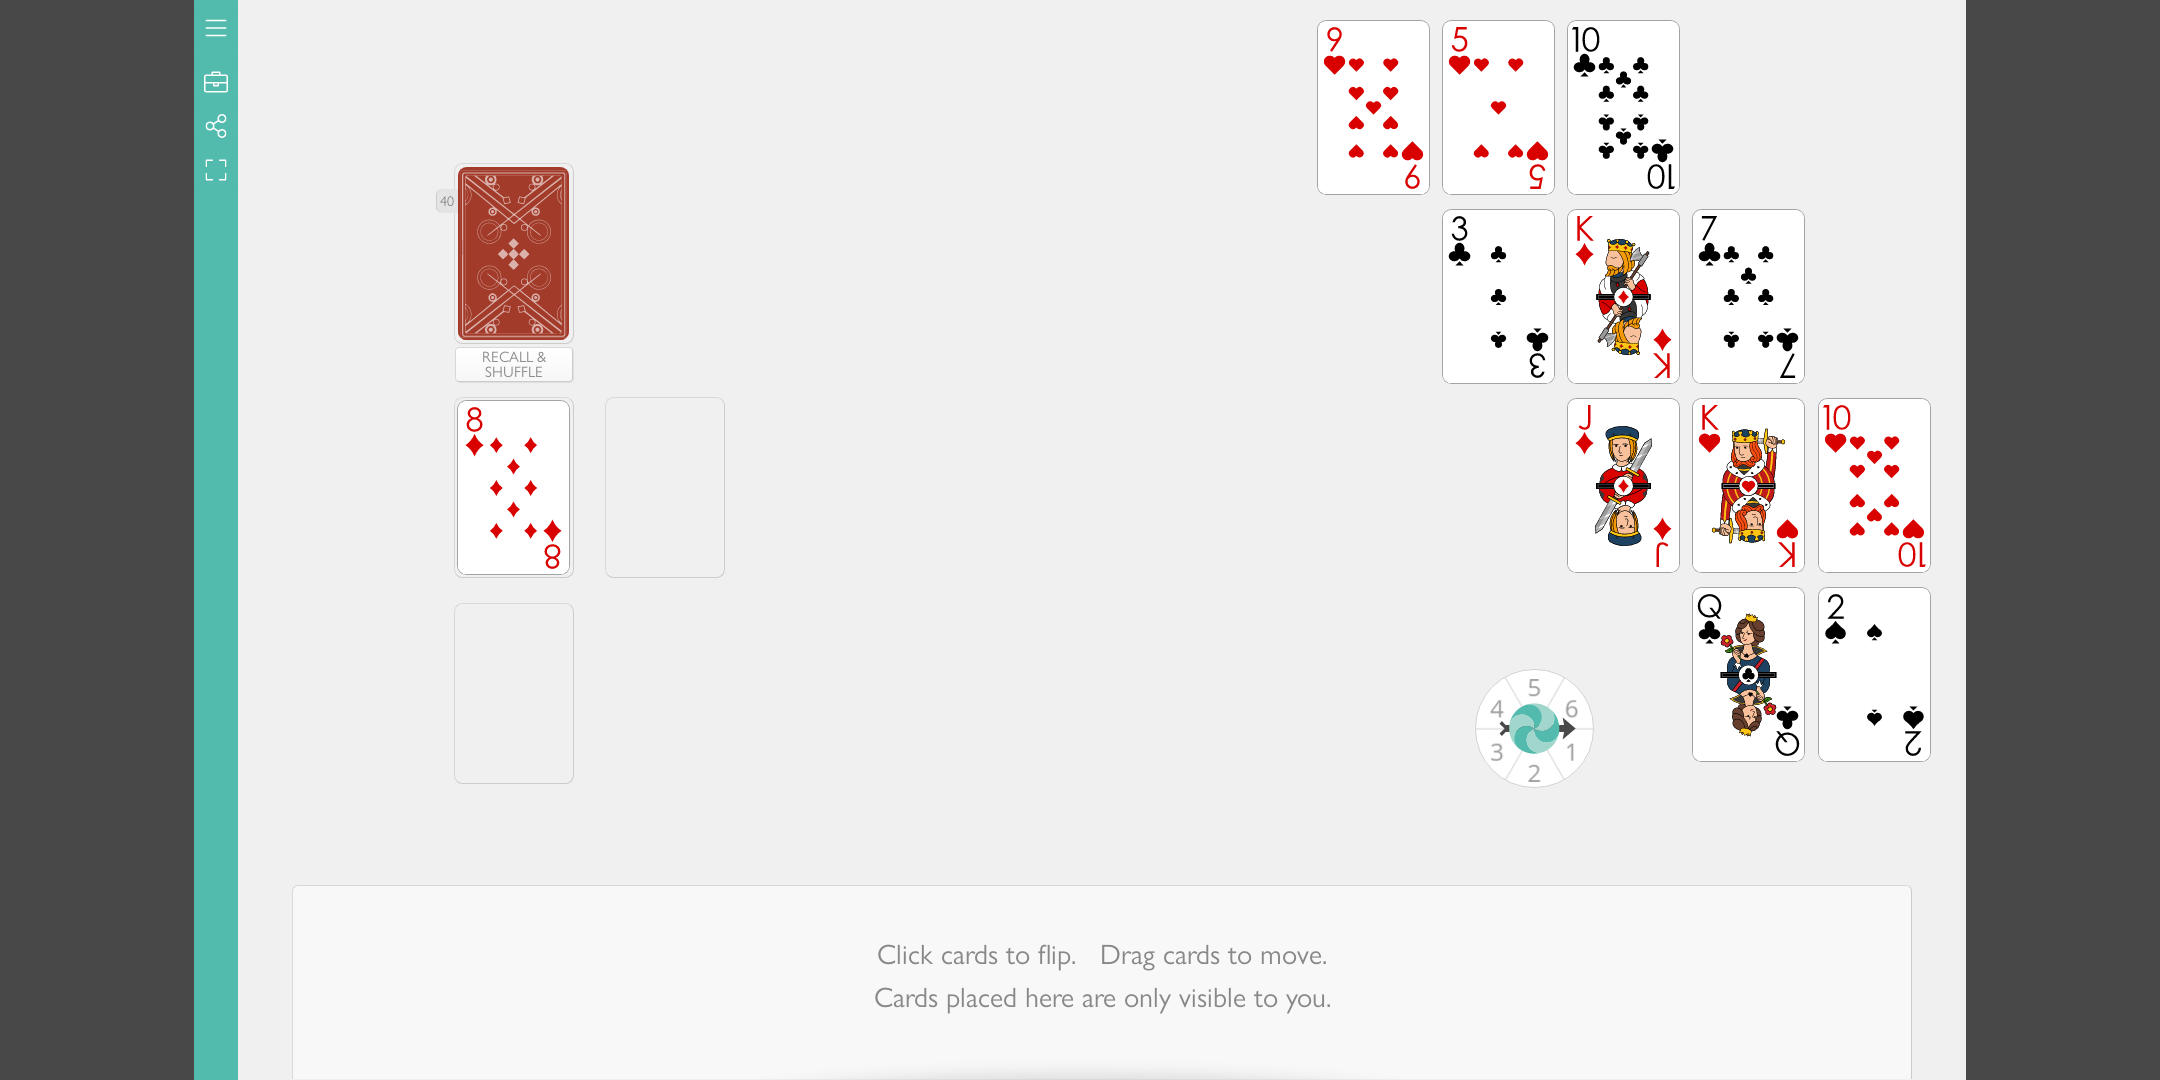 9 5 10
9 5 10
40
3 K 7
RECALL &
SHUFFLE
3 K 7
8 J K 10
8 J K 10
Q 2
5
4 6
3 1
2
Q 2
Click cards to flip. Drag cards to move.
Cards placed here are only visible to you.